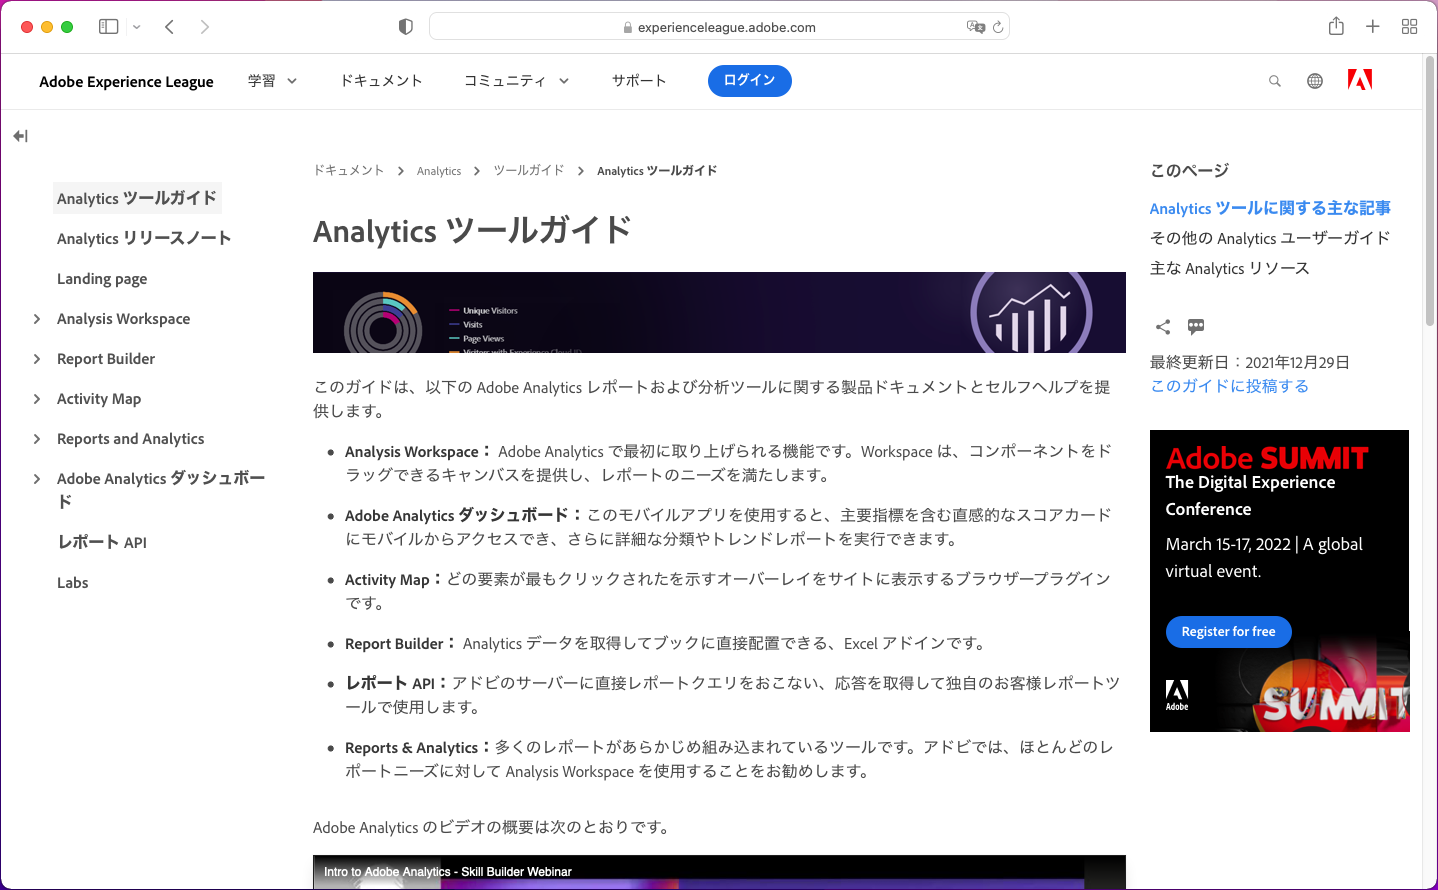 experienceleague.adobe.com
Adobe Experience League
学習
ドキュメント
コミュニティ
サポート
ログイン
Analytics ツールガイド
Analytics リリースノート
Landing page
Analysis Workspace
Report Builder
Activity Map
Reports and Analytics
Adobe Analytics ダッシュボー
ド
レポート API
Labs
ドキュメント
Analytics
ツールガイド
Analytics ツールガイド
Analytics ツールガイド
Unique Visitors
Visits
Page Views
Visitors with Experience Cloud ID
このガイドは、以下の Adobe Analytics レポートおよび分析ツールに関する製品ドキュメントとセルフヘルプを提
供します。
Analysis Workspace： Adobe Analytics で最初に取り上げられる機能です。Workspace は、コンポーネントをド
ラッグできるキャンバスを提供し、レポートのニーズを満たします。
Adobe Analytics ダッシュボード：このモバイルアプリを使用すると、主要指標を含む直感的なスコアカード
にモバイルからアクセスでき、さらに詳細な分類やトレンドレポートを実行できます。
Activity Map：どの要素が最もクリックされたを示すオーバーレイをサイトに表示するブラウザープラグイン
です。
Report Builder： Analytics データを取得してブックに直接配置できる、Excel アドインです。
レポート API：アドビのサーバーに直接レポートクエリをおこない、応答を取得して独自のお客様レポートツ
ールで使用します。
Reports & Analytics：多くのレポートがあらかじめ組み込まれているツールです。アドビでは、ほとんどのレ
ポートニーズに対して Analysis Workspace を使用することをお勧めします。
Adobe Analytics のビデオの概要は次のとおりです。
Intro to Adobe Analytics - Skill Builder Webinar
このページ
Analytics ツールに関する主な記事
その他の Analytics ユーザーガイド
主な Analytics リソース
最終更新日：2021年12月29日
このガイドに投稿する
Adobe SUMMIT
The Digital Experience
Conference
March 15-17, 2022 | A global
virtual event.
Register for free
Adobe
SUMMIT